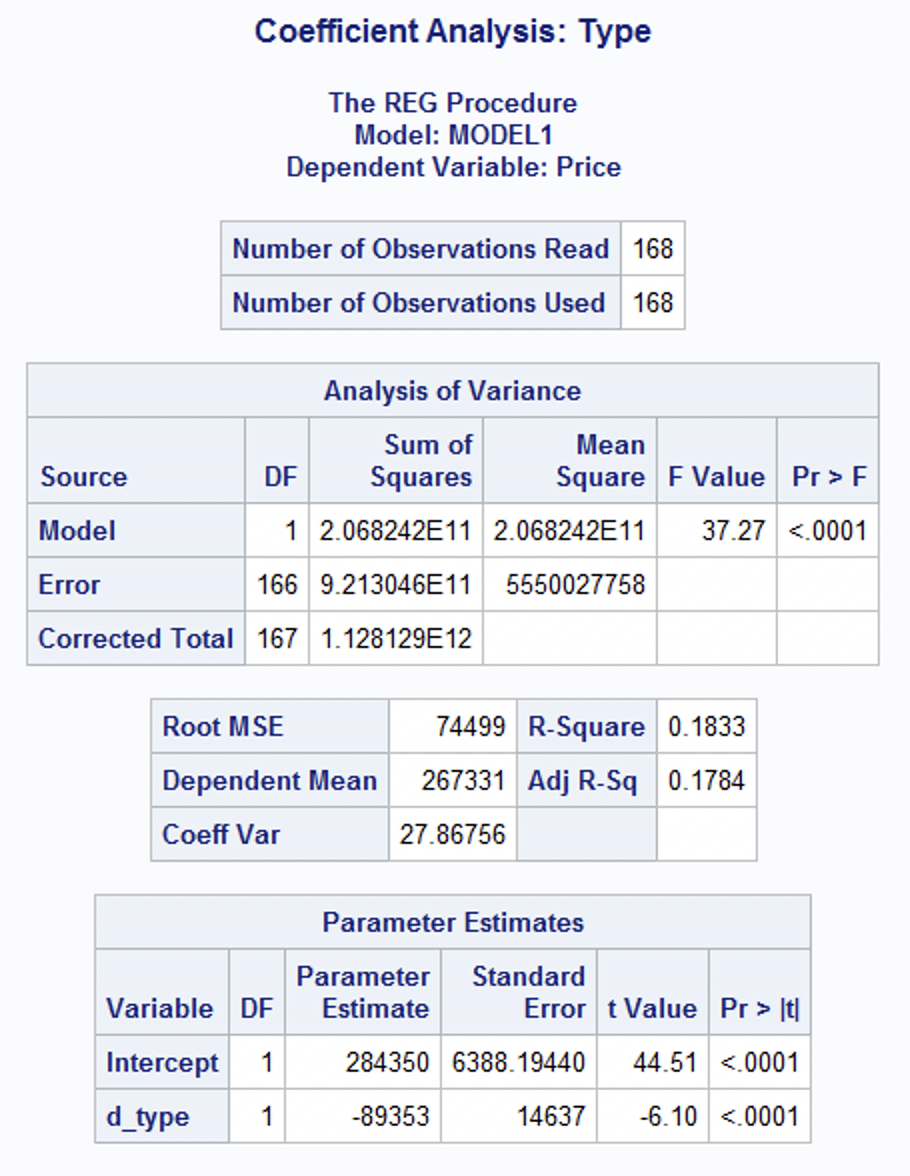 Coefficient Analysis: Type
The REG Procedure
Model: MODEL1
Dependent Variable: Price
Number of Observations Read 168
Number of Observations Used 168
Analysis of Variance
Source DF Sum of Squares Mean Square F Value Pr > F
Model 1 2.068242E11 2.068242E11 37.27 <.0001
Error 166 9.213046E11 5550027758
Corrected Total 167 1.128129E12
Root MSE 74499 R-Square 0.1833
Dependent Mean 267331 Adj R-Sq 0.1784
Coeff Var 27.86756
Parameter Estimates
Variable DF Parameter Estimate Standard Error t Value Pr > |t|
Intercept 1 284350 6388.19440 44.51 <.0001
d_type 1 -89353 14637 -6.10 <.0001